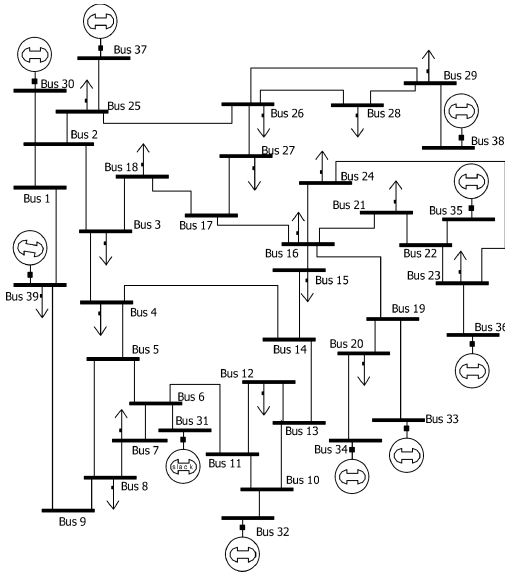 Bus 37
Bus 30
Bus 29
Bus 25
Bus 26
Bus 28
Bus 38
Bus 2
Bus 27
Bus 18
Bus 24
Bus 1
Bus 21
Bus 35
Bus 3
Bus 17
Bus 16
Bus 22
Bus 15
Bus 23
Bus 39
Bus 4
Bus 19
Bus 36
Bus 14
Bus 20
Bus 5
Bus 12
Bus 6
Bus 31
Bus 33
Bus 13
Bus 7
Bus 34
Bus 11
slack
Bus 8
Bus 10
Bus 9
Bus 32